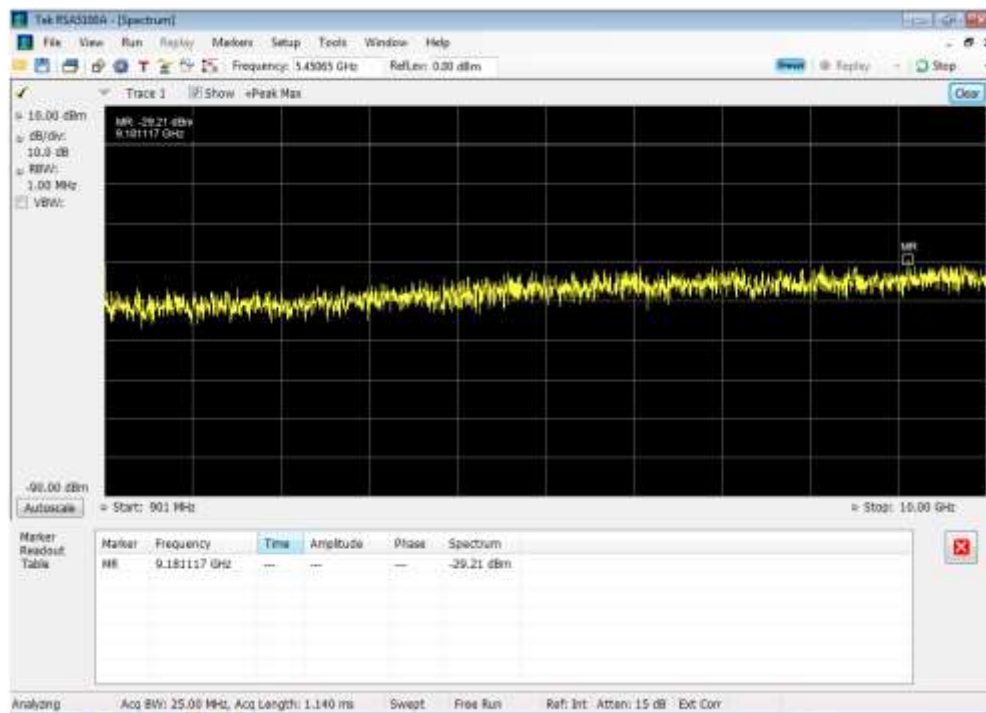 Tek RSA5100A - [Spectrum]
File View Run Replay Markers Setup Tools Window Help
Frequency: 5.45065 GHz RefLev: 0.00 dBm Preset Replay Stop
Trace 1 Show +Peak Max Clear
10.00 dBm
dB/div:
10.0 dB
RBW:
1.00 MHz
VBW:
-90.00 dBm
MR: -29.21 dBm
9.181117 GHz
MR
Autoscale Start: 901 MHz Stop: 10.00 GHz
Marker
Readout
Table
Marker Frequency Time Amplitude Phase Spectrum
MR 9.181117 GHz --- --- --- -29.21 dBm
Analyzing Acq BW: 25.00 MHz, Acq Length: 1.140 ms Swept Free Run Ref: Int Atten: 15 dB Ext Corr